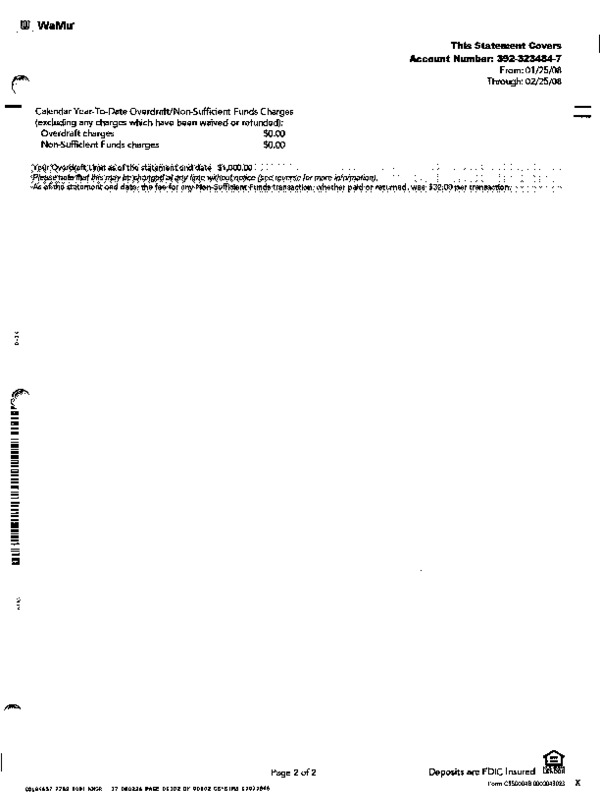 WaMu
This Statement Covers
Account Number: 392-323484-7
From: 01/25/08
Through: 02/25/08
Calendar Year-To-Date Overdraft/Non-Sufficient Funds Charges
(excluding any charges which have been waived or refunded):
Overdraft charges $0.00
Non-Sufficient Funds charges $0.00
Your Overdraft Limit as of the statement end date $1,000.00
Please note that this may be changed at any time without notice (see reverse for more information).
As of the statement end date, the fee for any Non-Sufficient Funds transaction, whether paid or returned, was $32.00 per transaction.
Page 2 of 2
Deposits are FDIC Insured
X